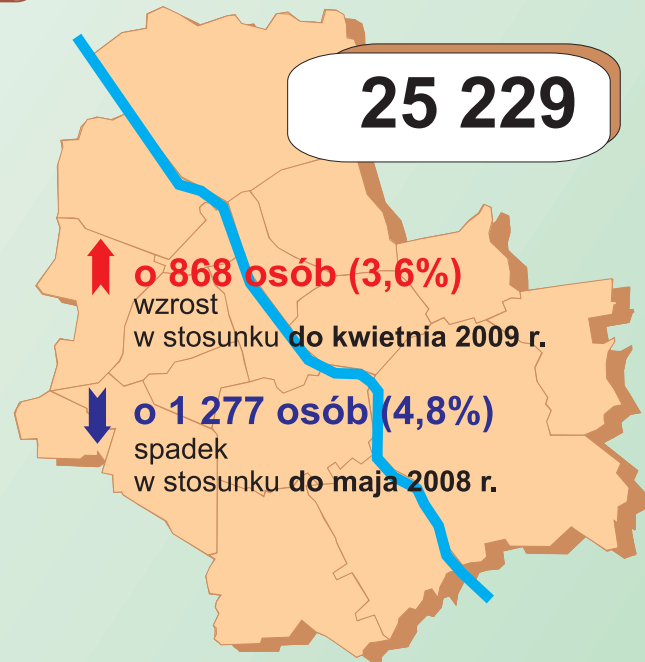 25 229
o 868 osób (3,6%)
wzrost
w stosunku do kwietnia 2009 r.
o 1 277 osób (4,8%)
spadek
w stosunku do maja 2008 r.